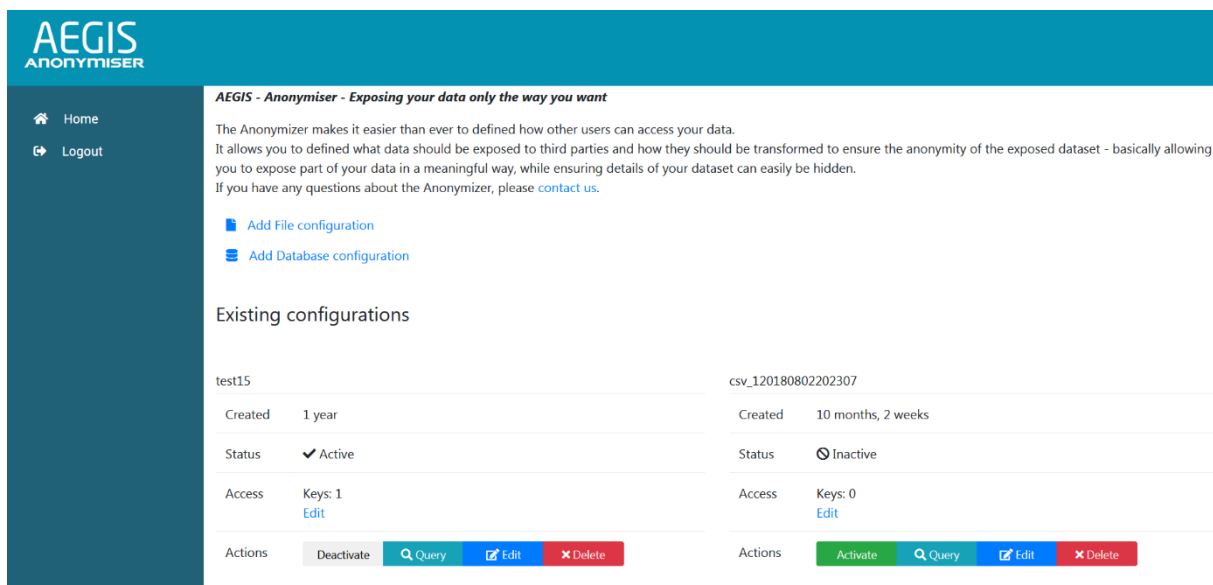 AEGIS
ANONYMISER
Home
Logout
AEGIS - Anonymiser - Exposing your data only the way you want
The Anonymizer makes it easier than ever to defined how other users can access your data.
It allows you to defined what data should be exposed to third parties and how they should be transformed to ensure the anonymity of the exposed dataset - basically allowing
you to expose part of your data in a meaningful way, while ensuring details of your dataset can easily be hidden.
If you have any questions about the Anonymizer, please contact us.
Add File configuration
Add Database configuration
Existing configurations
test15
Created 1 year
Status Active
Access Keys: 1
Edit
Actions Deactivate Query Edit Delete
csv_120180802202307
Created 10 months, 2 weeks
Status Inactive
Access Keys: 0
Edit
Actions Activate Query Edit Delete